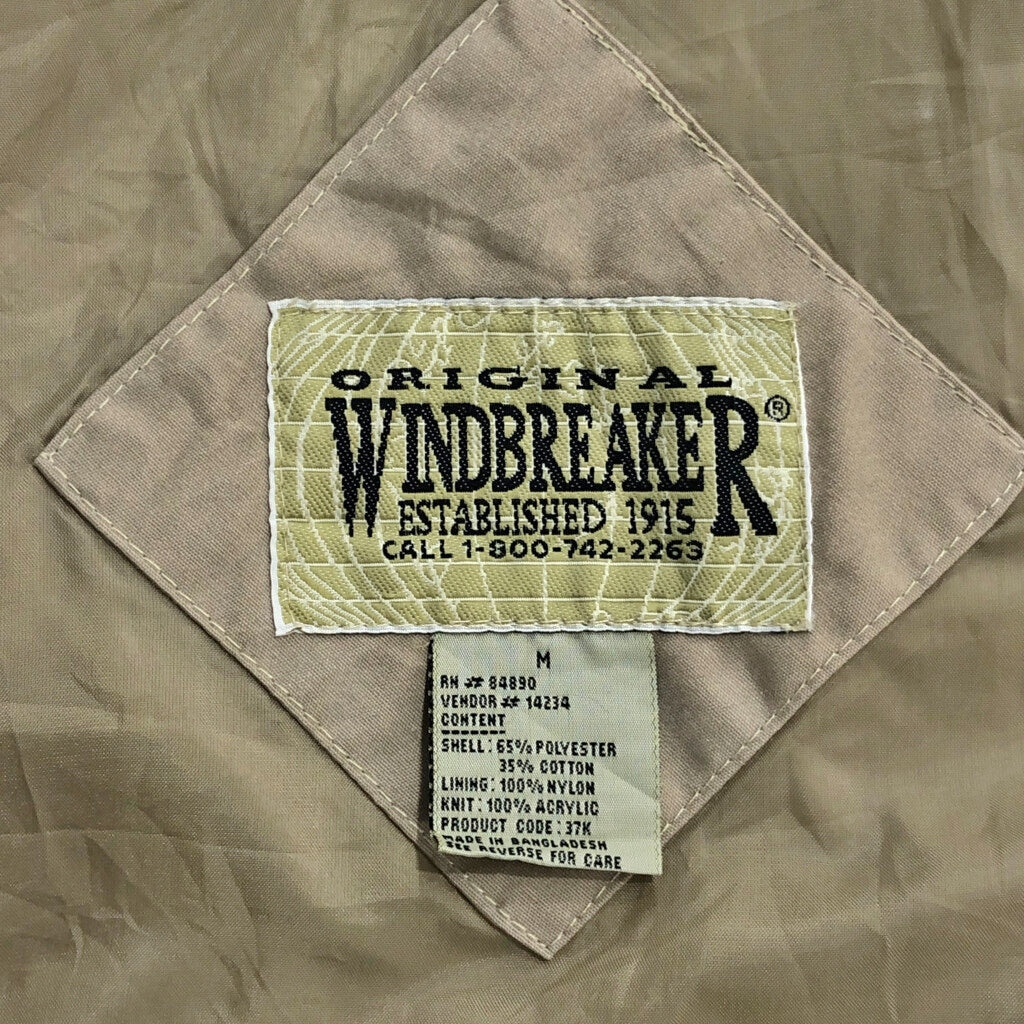 ORIGINAL
WINDBREAKER®
ESTABLISHED 1915
CALL 1-800-742-2263
M
RN # 84890
VENDOR # 14234
CONTENT
SHELL: 65% POLYESTER
35% COTTON
LINING: 100% NYLON
KNIT: 100% ACRYLIC
PRODUCT CODE: 37K
MADE IN BANGLADESH
SEE REVERSE FOR CARE